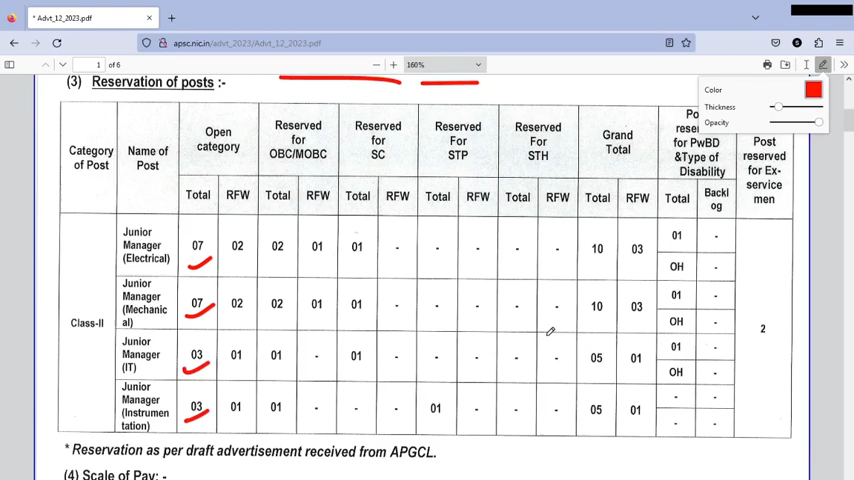 * Advt_12_2023.pdf
apsc.nic.in/advt_2023/Advt_12_2023.pdf
1 of 6
160%
Color
Thickness
Opacity
(3) Reservation of posts :-
Category of Post
Name of Post
Open category
Reserved for OBC/MOBC
Reserved for SC
Reserved For STP
Reserved For STH
Grand Total
for PwBD &Type of Disability
Post reserved for Ex-service men
Total RFW Total RFW Total RFW Total RFW Total RFW Total RFW Total Backlog
Class-II
Junior Manager (Electrical) 07 02 02 01 01 - - - - - 10 03 01 -
OH -
Junior Manager (Mechanical) 07 02 02 01 01 - - - - - 10 03 01 -
OH -
2
Junior Manager (IT) 03 01 01 - 01 - - - - - 05 01 01 -
OH -
Junior Manager (Instrumentation) 03 01 01 - - - 01 - - - 05 01 - -
- -
* Reservation as per draft advertisement received from APGCL.
(4) Scale of Pay: -